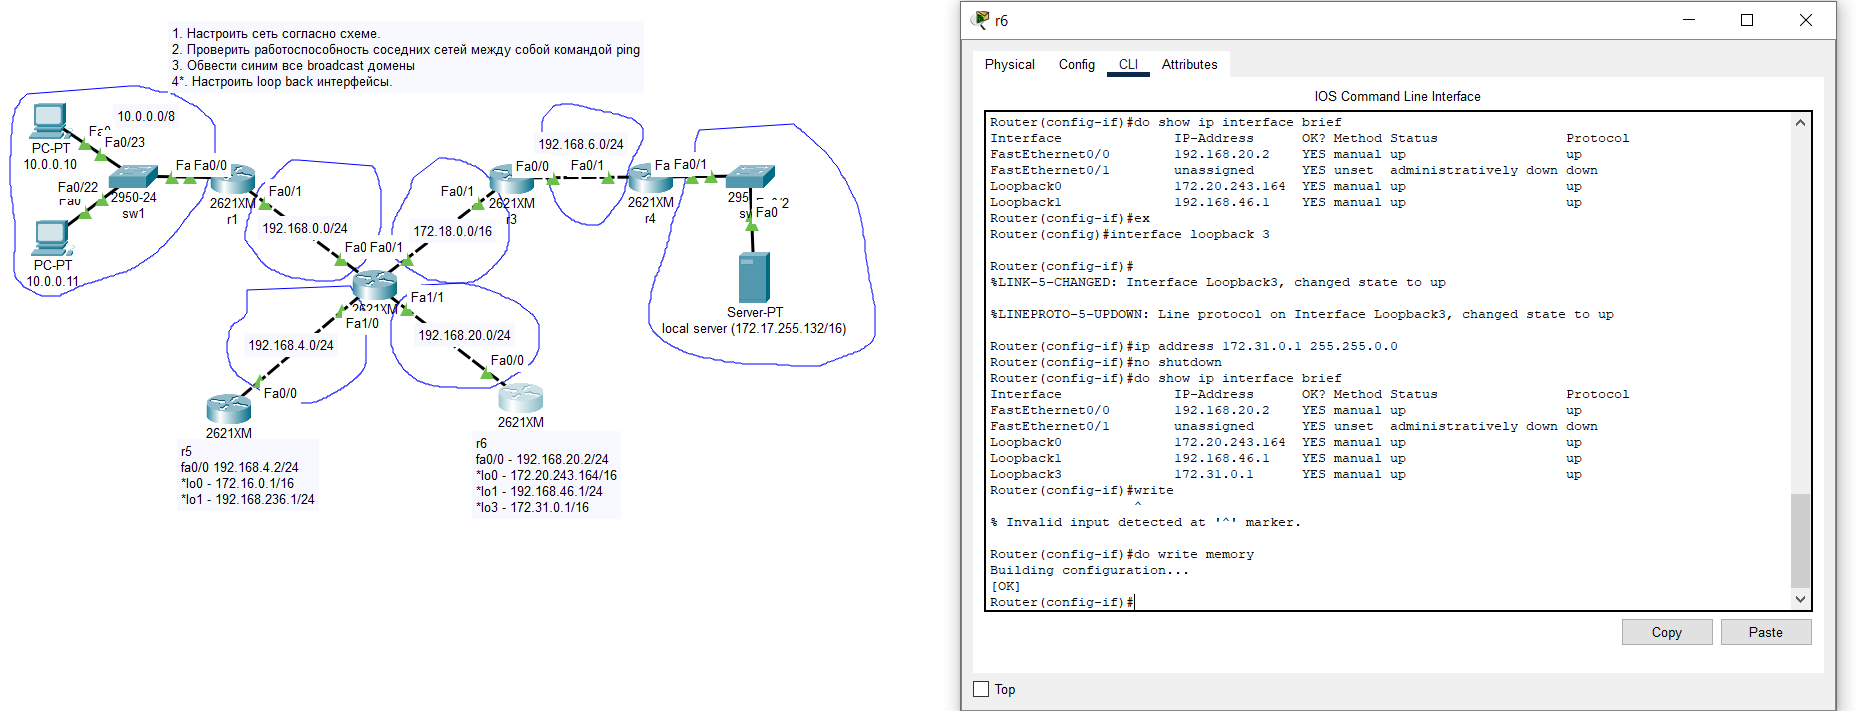 1. Настроить сеть согласно схеме.
2. Проверить работоспособность соседних сетей между собой командой ping
3. Обвести синим все broadcast домены
4*. Настроить loop back интерфейсы.
10.0.0.0/8
Fa0/23
PC-PT
10.0.0.10
Fa0/22
2950-24
sw1
PC-PT
10.0.0.11
Fa Fa0/0
2621XM
r1
Fa0/1
192.168.0.0/24
Fa0 Fa0/1
172.18.0.0/16
Fa0/1
Fa0/0
2621XM
r3
192.168.6.0/24
Fa0/1
Fa Fa0/1
2621XM
r4
Fa0
Server-PT
local server (172.17.255.132/16)
2621XM
Fa1/1
Fa1/0
192.168.4.0/24
192.168.20.0/24
Fa0/0
Fa0/0
2621XM
2621XM
r5
fa0/0 192.168.4.2/24
*lo0 - 172.16.0.1/16
*lo1 - 192.168.236.1/24
r6
fa0/0 - 192.168.20.2/24
*lo0 - 172.20.243.164/16
*lo1 - 192.168.46.1/24
*lo3 - 172.31.0.1/16
r6
Physical Config CLI Attributes
IOS Command Line Interface
Router(config-if)#do show ip interface brief
Interface IP-Address OK? Method Status Protocol
FastEthernet0/0 192.168.20.2 YES manual up up
FastEthernet0/1 unassigned YES unset administratively down down
Loopback0 172.20.243.164 YES manual up up
Loopback1 192.168.46.1 YES manual up up
Router(config-if)#ex
Router(config)#interface loopback 3
Router(config-if)#
%LINK-5-CHANGED: Interface Loopback3, changed state to up
%LINEPROTO-5-UPDOWN: Line protocol on Interface Loopback3, changed state to up
Router(config-if)#ip address 172.31.0.1 255.255.0.0
Router(config-if)#no shutdown
Router(config-if)#do show ip interface brief
Interface IP-Address OK? Method Status Protocol
FastEthernet0/0 192.168.20.2 YES manual up up
FastEthernet0/1 unassigned YES unset administratively down down
Loopback0 172.20.243.164 YES manual up up
Loopback1 192.168.46.1 YES manual up up
Loopback3 172.31.0.1 YES manual up up
Router(config-if)#write
^
% Invalid input detected at '^' marker.
Router(config-if)#do write memory
Building configuration...
[OK]
Router(config-if)#
Copy Paste
Top